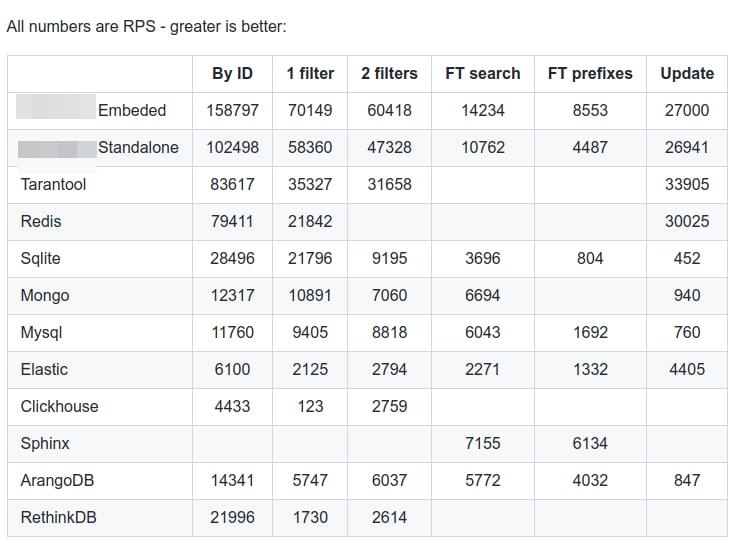 All numbers are RPS - greater is better:
By ID 1 filter 2 filters FT search FT prefixes Update
Embeded 158797 70149 60418 14234 8553 27000
Standalone 102498 58360 47328 10762 4487 26941
Tarantool 83617 35327 31658 33905
Redis 79411 21842 30025
Sqlite 28496 21796 9195 3696 804 452
Mongo 12317 10891 7060 6694 940
Mysql 11760 9405 8818 6043 1692 760
Elastic 6100 2125 2794 2271 1332 4405
Clickhouse 4433 123 2759
Sphinx 7155 6134
ArangoDB 14341 5747 6037 5772 4032 847
RethinkDB 21996 1730 2614